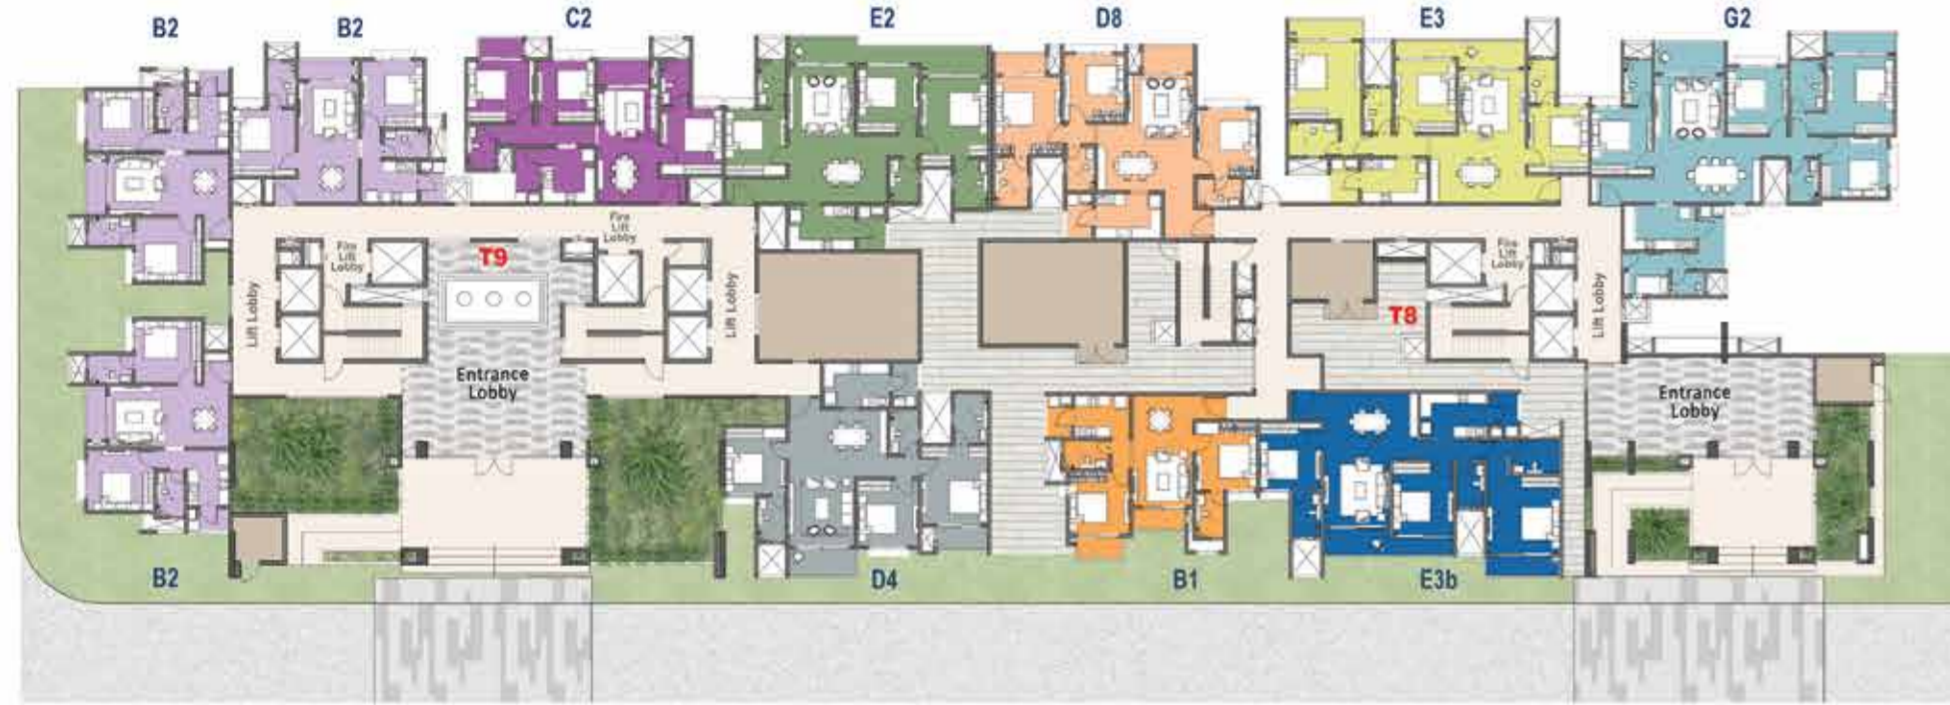 B2
B2
C2
E2
D8
E3
G2
Fire
Lift
Lobby
T9
Fire
Lift
Lobby
Lift Lobby
Lift Lobby
Fire
Lift
Lobby
T8
Lift Lobby
Entrance
Lobby
Entrance
Lobby
B2
D4
B1
E3b